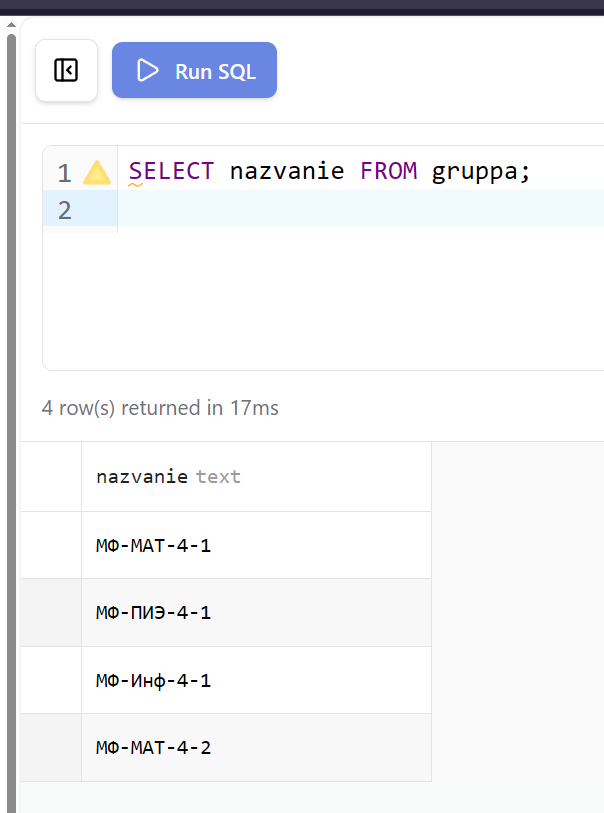 Run SQL
1 SELECT nazvanie FROM gruppa;
2
4 row(s) returned in 17ms
nazvanie text
МФ-МАТ-4-1
МФ-ПИЭ-4-1
МФ-Инф-4-1
МФ-МАТ-4-2